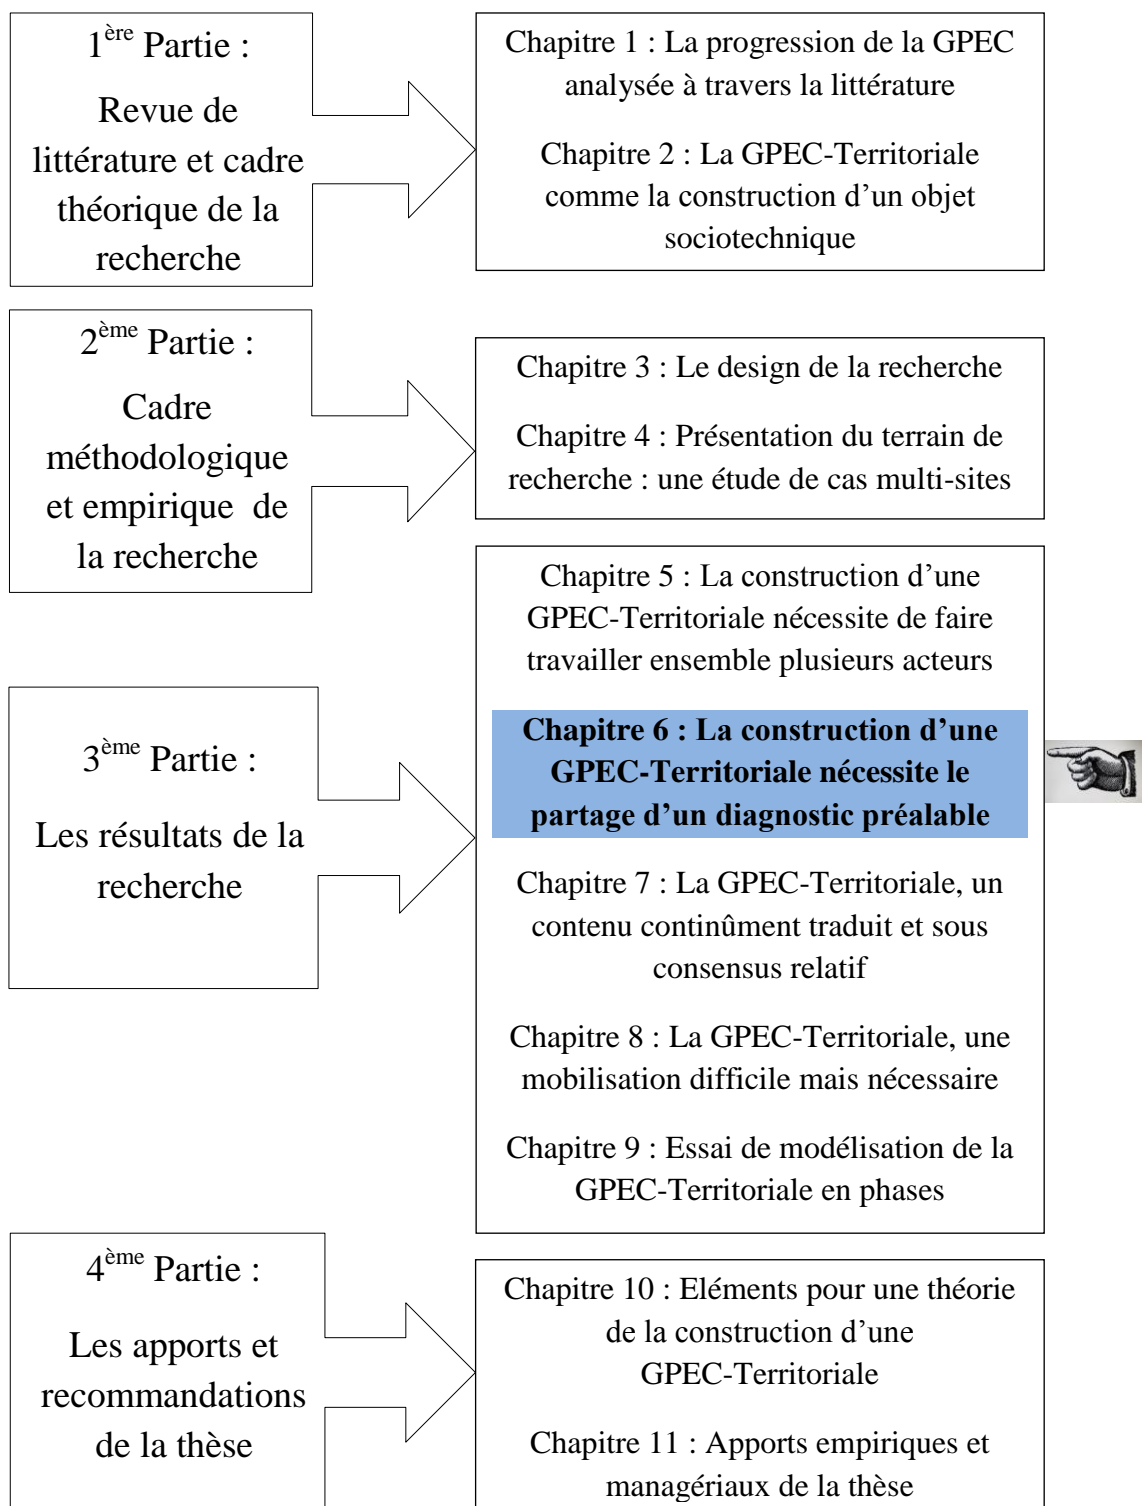 1ère Partie :
Revue de
littérature et cadre
théorique de la
recherche
Chapitre 1 : La progression de la GPEC
analysée à travers la littérature
Chapitre 2 : La GPEC-Territoriale
comme la construction d’un objet
sociotechnique
2ème Partie :
Cadre
méthodologique
et empirique de
la recherche
Chapitre 3 : Le design de la recherche
Chapitre 4 : Présentation du terrain de
recherche : une étude de cas multi-sites
3ème Partie :
Les résultats de la
recherche
Chapitre 5 : La construction d’une
GPEC-Territoriale nécessite de faire
travailler ensemble plusieurs acteurs
Chapitre 6 : La construction d’une
GPEC-Territoriale nécessite le
partage d’un diagnostic préalable
Chapitre 7 : La GPEC-Territoriale, un
contenu continûment traduit et sous
consensus relatif
Chapitre 8 : La GPEC-Territoriale, une
mobilisation difficile mais nécessaire
Chapitre 9 : Essai de modélisation de la
GPEC-Territoriale en phases
4ème Partie :
Les apports et
recommandations
de la thèse
Chapitre 10 : Eléments pour une théorie
de la construction d’une
GPEC-Territoriale
Chapitre 11 : Apports empiriques et
managériaux de la thèse